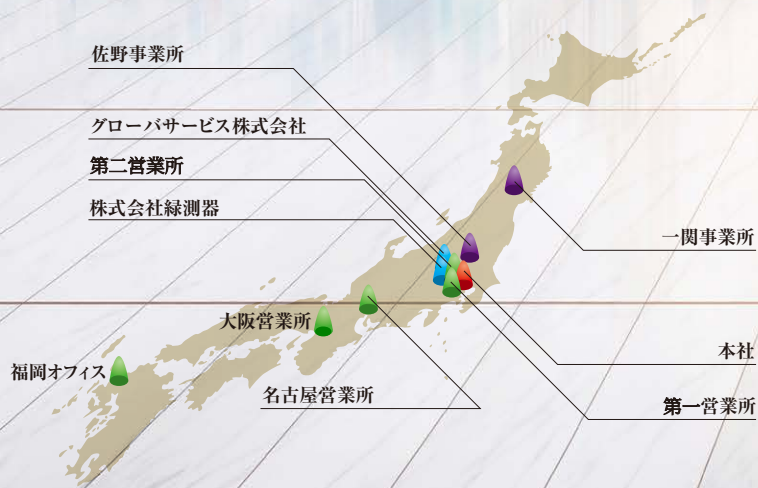 佐野事業所
グローバサービス株式会社
第二営業所
株式会社緑測器
一関事業所
大阪営業所
本社
福岡オフィス
名古屋営業所
第一営業所